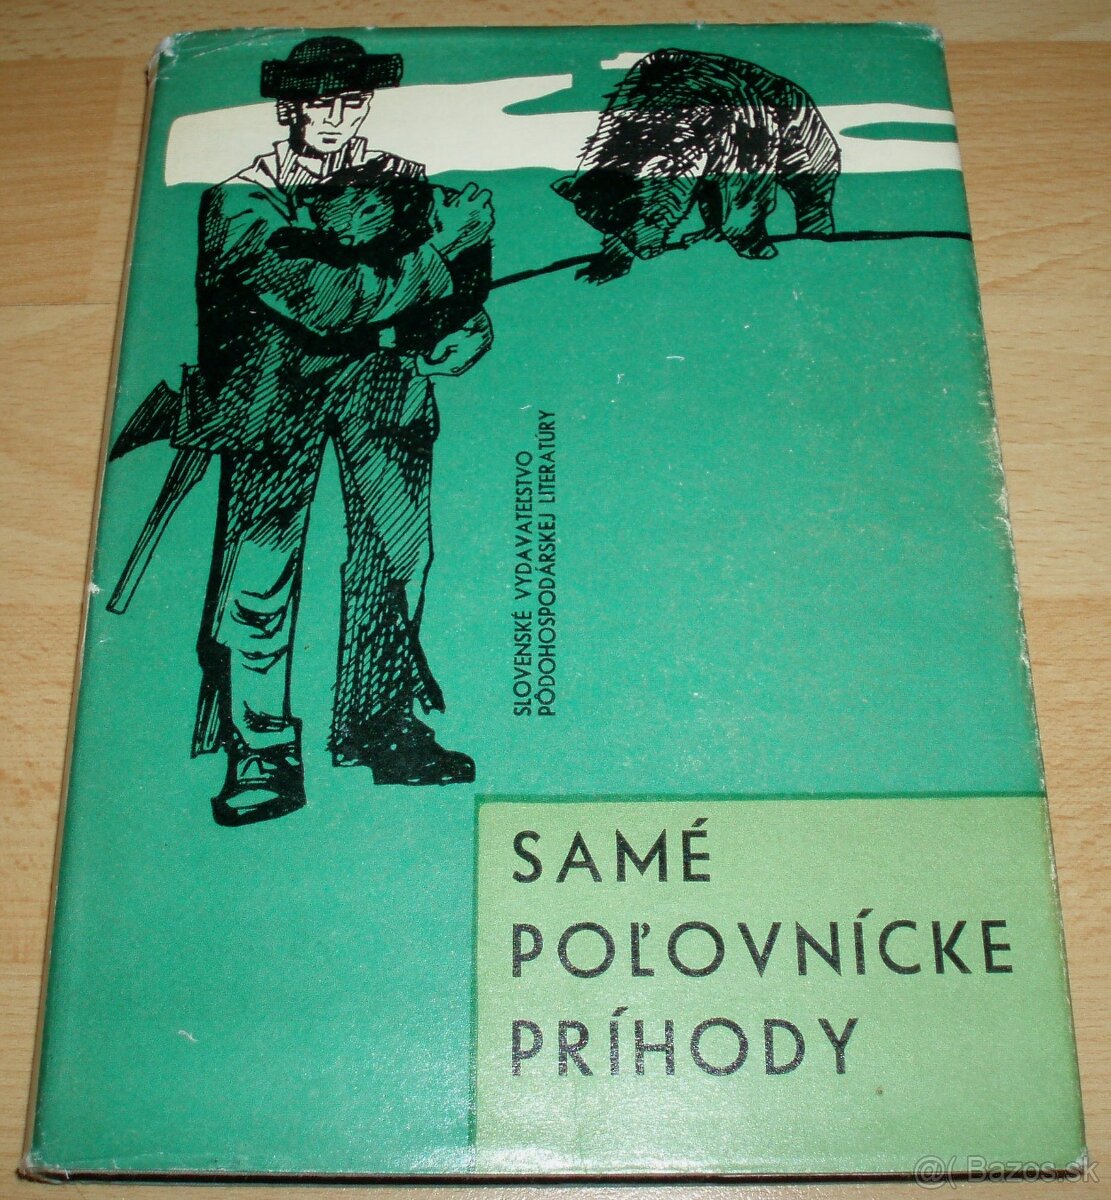 SLOVENSKÉ VYDAVATEĽSTVO
PÔDOHOSPODÁRSKEJ LITERATÚRY
SAMÉ
POĽOVNÍCKE
PRÍHODY
@( Bazos.sk